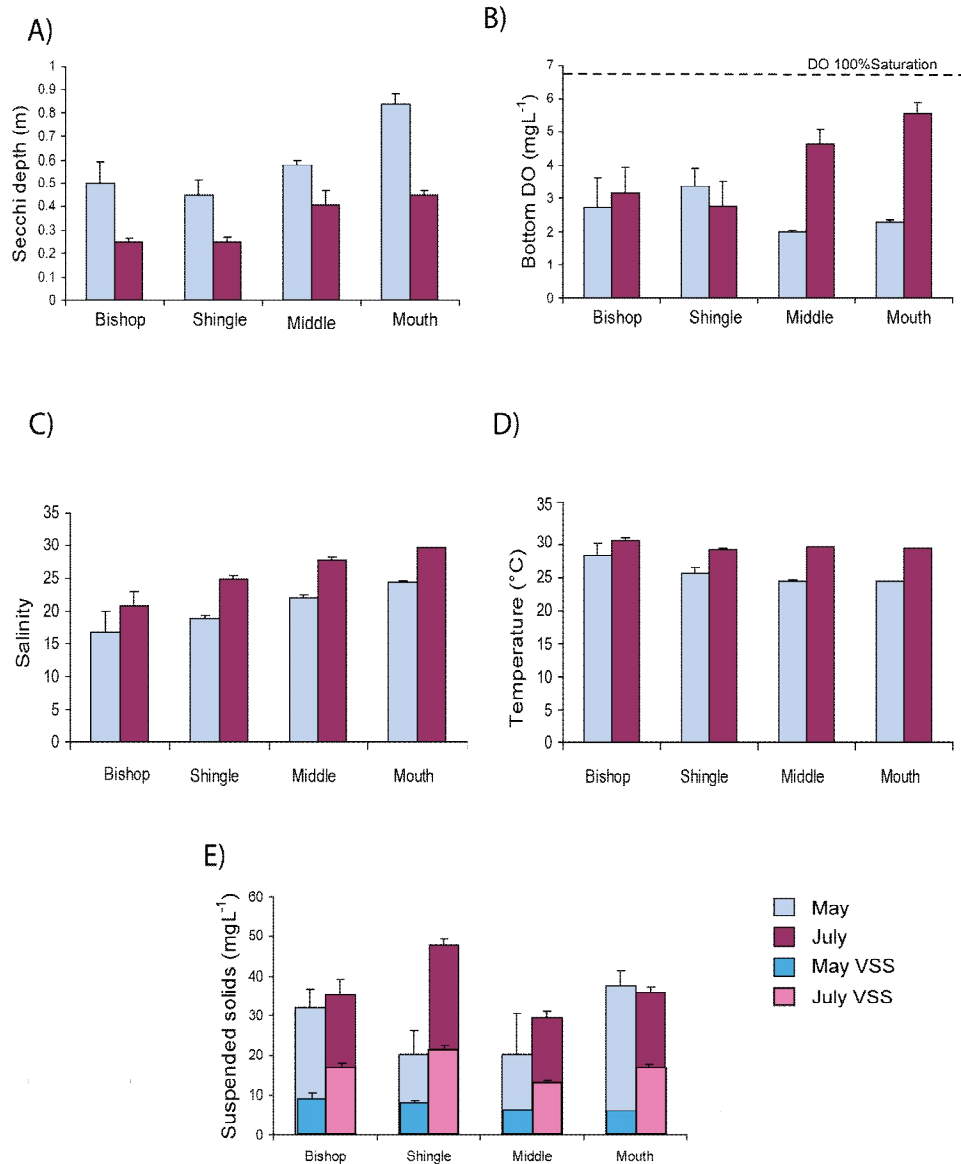 A)
Secchi depth (m)
1
0.9
0.8
0.7
0.6
0.5
0.4
0.3
0.2
0.1
0
Bishop Shingle Middle Mouth
B)
DO 100%Saturation
Bottom DO (mgL⁻¹)
7
6
5
4
3
2
1
0
Bishop Shingle Middle Mouth
C)
Salinity
35
30
25
20
15
10
5
0
Bishop Shingle Middle Mouth
D)
Temperature (°C)
35
30
25
20
15
10
5
0
Bishop Shingle Middle Mouth
E)
Suspended solids (mgL⁻¹)
60
50
40
30
20
10
0
Bishop Shingle Middle Mouth
May
July
May VSS
July VSS